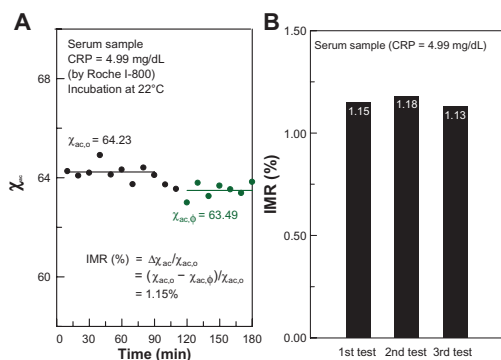 A
Serum sample
CRP = 4.99 mg/dL
(by Roche I-800)
Incubation at 22°C
χac,o = 64.23
χac,ϕ = 63.49
IMR (%) = Δχac/χac,o
= (χac,o − χac,ϕ)/χac,o
= 1.15%
χac
68
64
60
0 30 60 90 120 150 180
Time (min)
B
Serum sample (CRP = 4.99 mg/dL)
1.15
1.18
1.13
IMR (%)
1.50
0.75
0.00
1st test 2nd test 3rd test